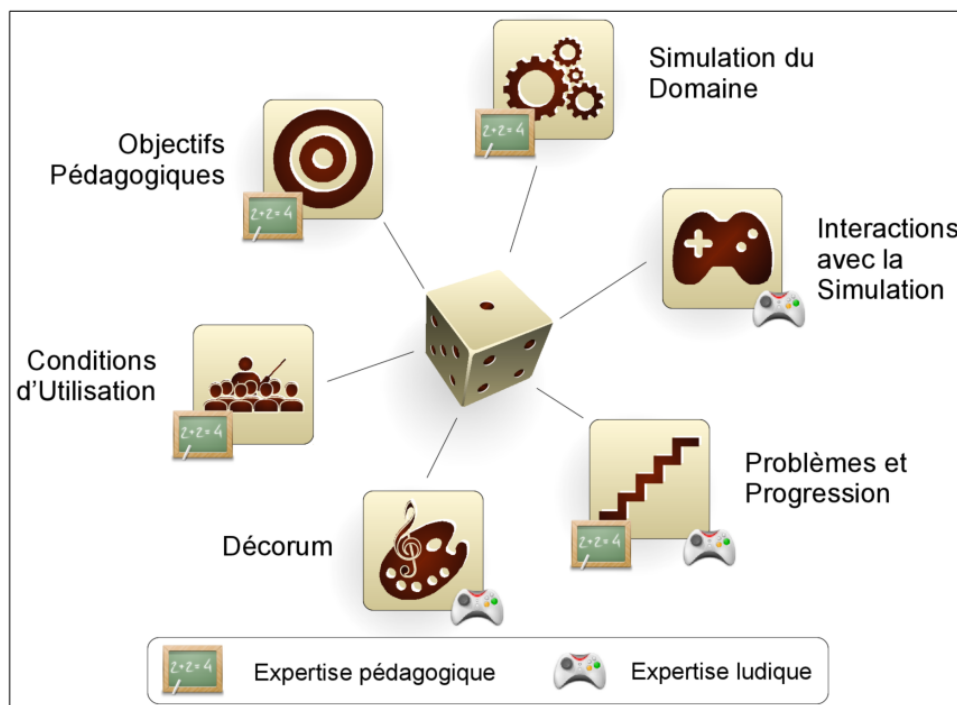 Simulation du
Domaine
2+2=4
Objectifs
Pédagogiques
2+2=4
Interactions
avec la
Simulation
Conditions
d'Utilisation
2+2=4
Problèmes et
Progression
2+2=4
Décorum
2+2=4
Expertise pédagogique
Expertise ludique